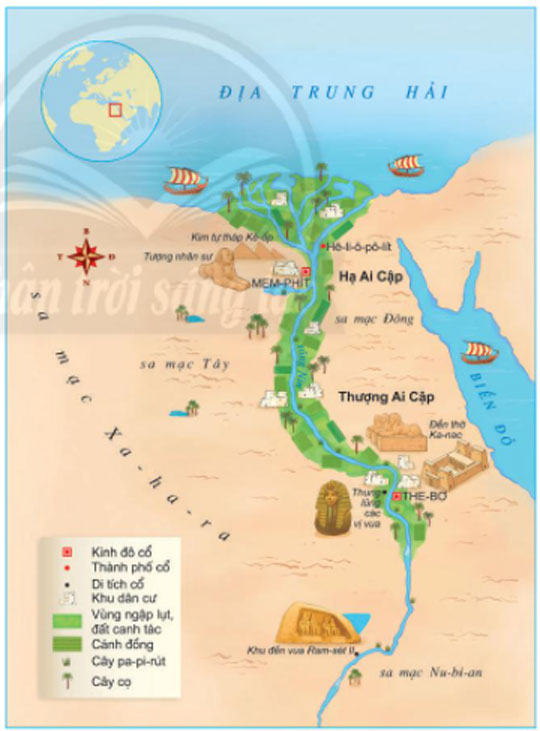 ĐỊA TRUNG HẢI
B
T
Đ
N
Kim tự tháp Kê-ốp
Tượng nhân sư
Hê-li-ô-pô-lít
MEM-PHÍT
Hạ Ai Cập
sa mạc Đông
sa mạc Tây
sông Nin
Thượng Ai Cập
BIỂN ĐỎ
sa mạc Xa-ha-ra
Đền thờ
Ka-nac
Thung
lũng
các
vị vua
THE-BƠ
Khu đền vua Ram-sét II
sa mạc Nu-bi-an
Kinh đô cổ
Thành phố cổ
Di tích cổ
Khu dân cư
Vùng ngập lụt,
đất canh tác
Cánh đồng
Cây pa-pi-rút
Cây cọ
ân trời sáng tạ